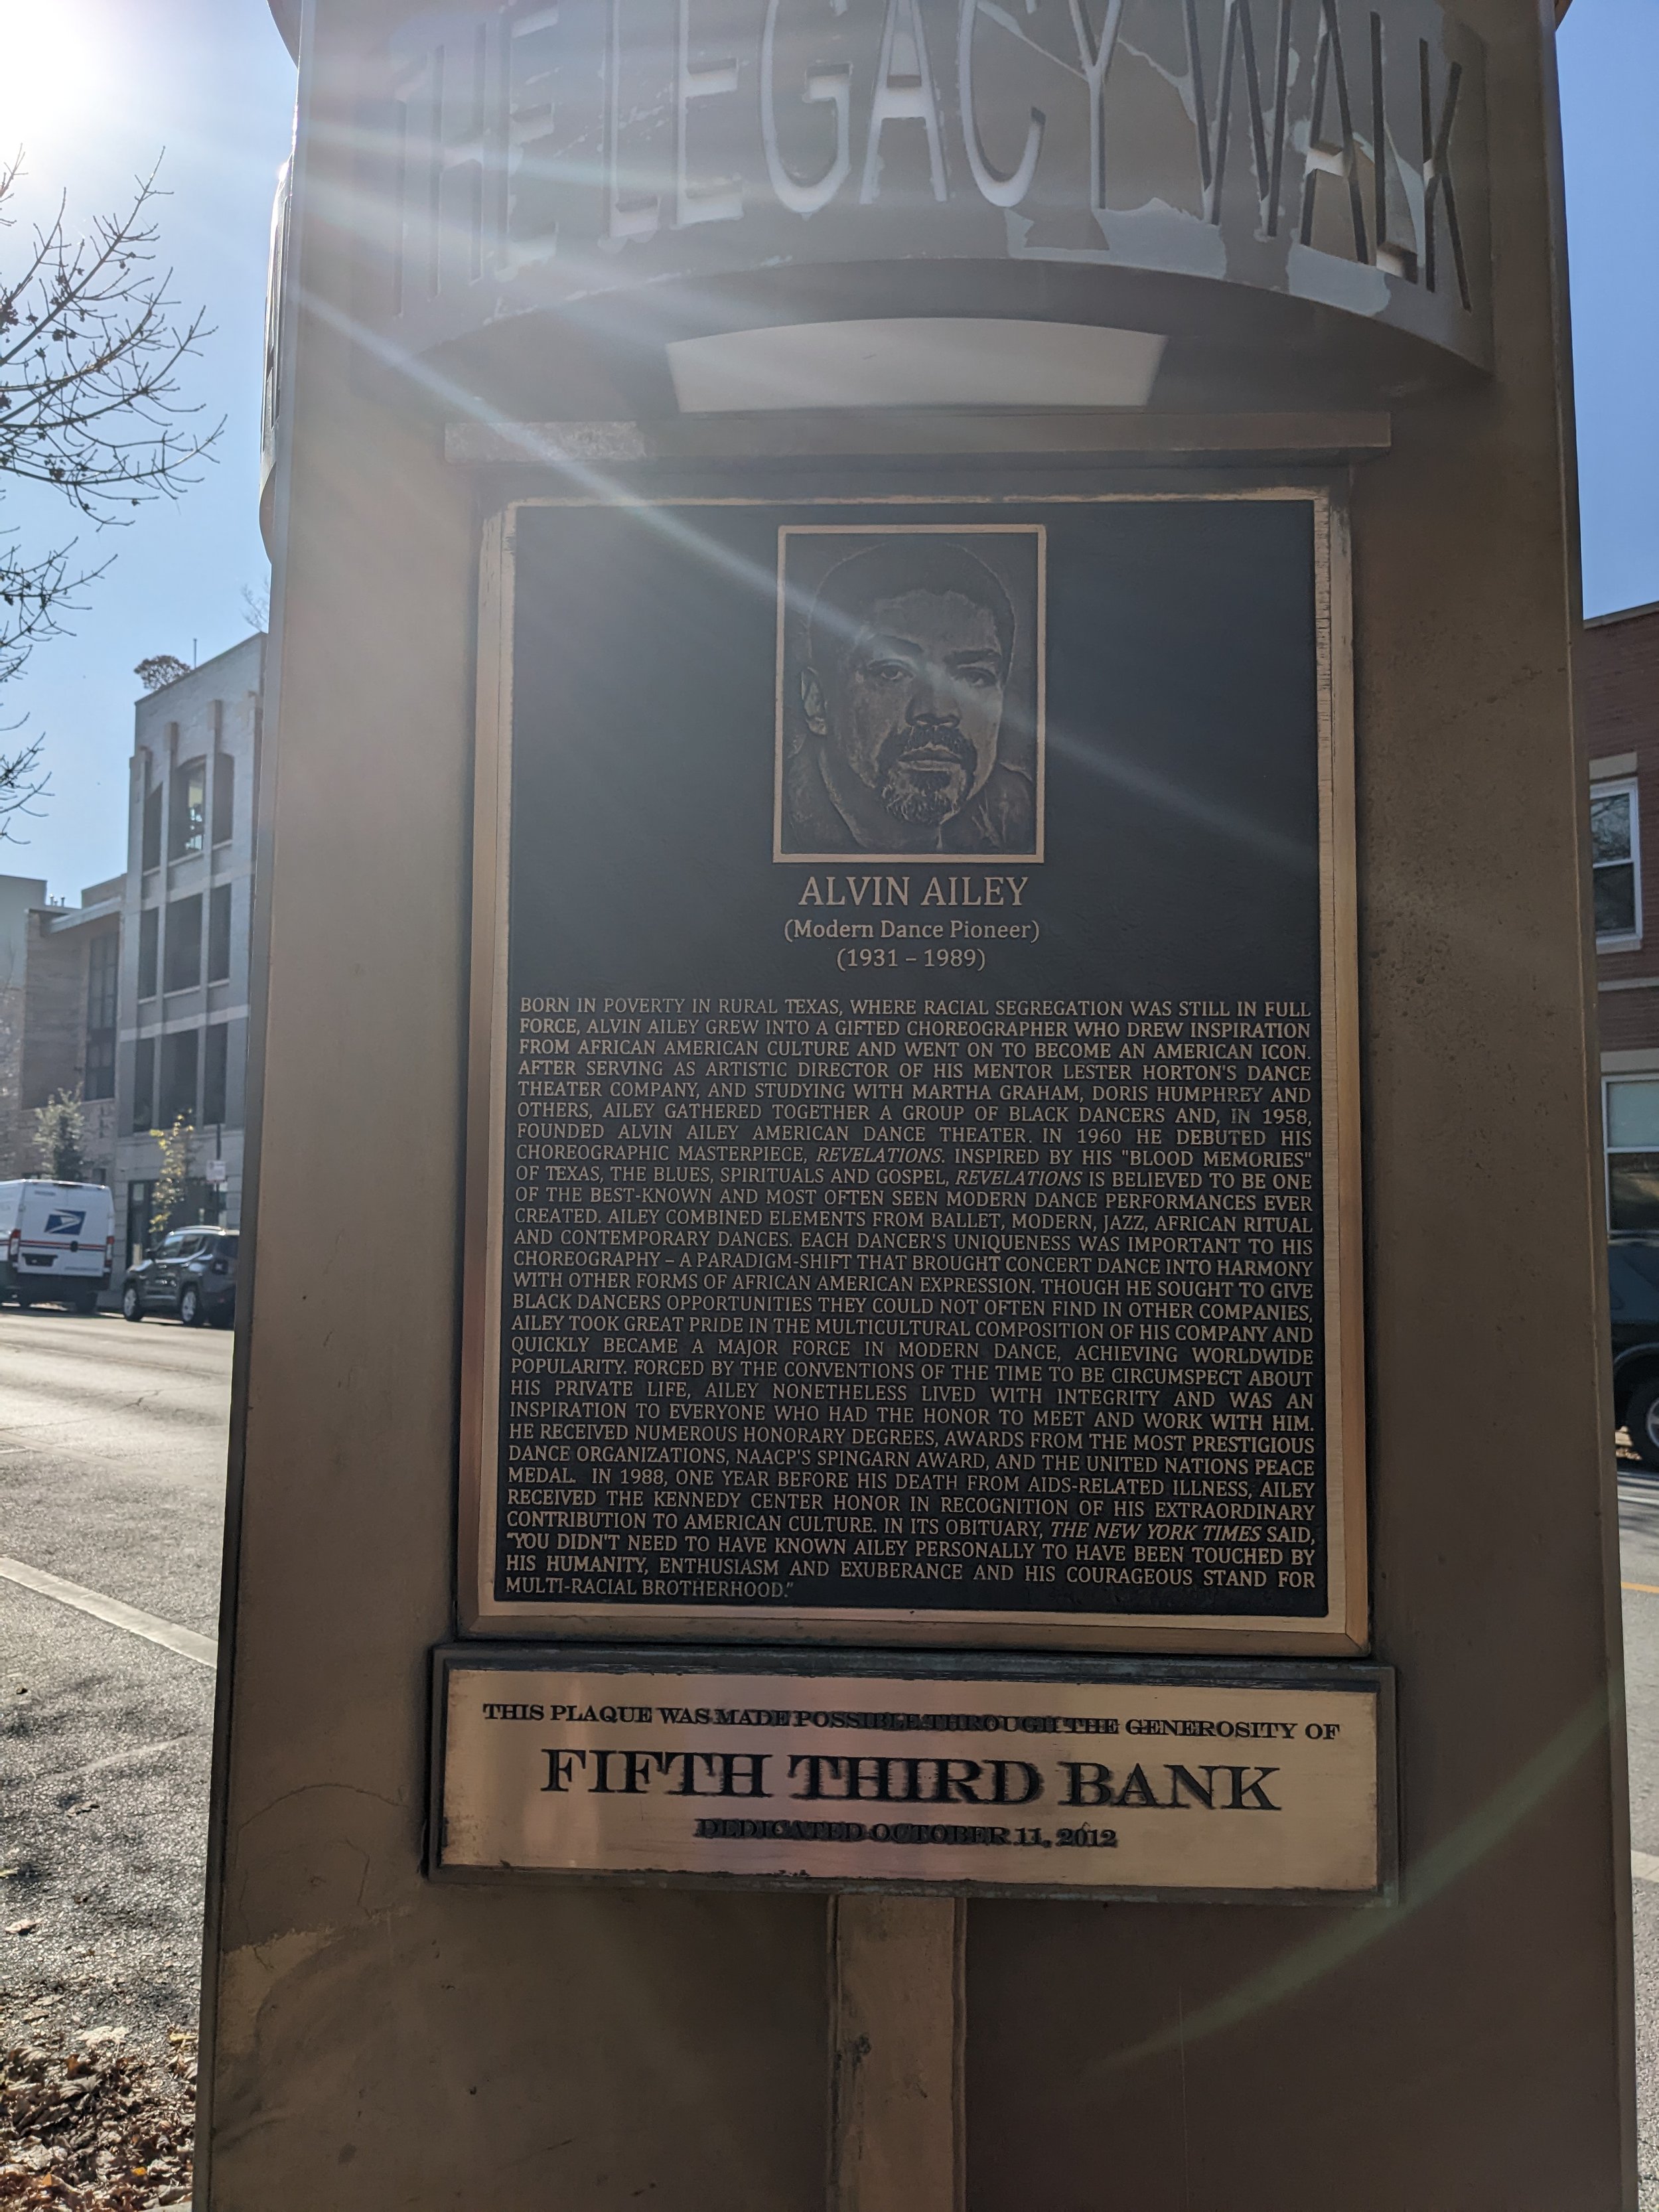 THE LEGACY WALK
ALVIN AILEY
(Modern Dance Pioneer)
(1931 – 1989)
BORN IN POVERTY IN RURAL TEXAS, WHERE RACIAL SEGREGATION WAS STILL IN FULL
FORCE, ALVIN AILEY GREW INTO A GIFTED CHOREOGRAPHER WHO DREW INSPIRATION
FROM AFRICAN AMERICAN CULTURE AND WENT ON TO BECOME AN AMERICAN ICON.
AFTER SERVING AS ARTISTIC DIRECTOR OF HIS MENTOR LESTER HORTON'S DANCE
THEATER COMPANY, AND STUDYING WITH MARTHA GRAHAM, DORIS HUMPHREY AND
OTHERS, AILEY GATHERED TOGETHER A GROUP OF BLACK DANCERS AND, IN 1958,
FOUNDED ALVIN AILEY AMERICAN DANCE THEATER. IN 1960 HE DEBUTED HIS
CHOREOGRAPHIC MASTERPIECE, REVELATIONS. INSPIRED BY HIS "BLOOD MEMORIES"
OF TEXAS, THE BLUES, SPIRITUALS AND GOSPEL, REVELATIONS IS BELIEVED TO BE ONE
OF THE BEST-KNOWN AND MOST OFTEN SEEN MODERN DANCE PERFORMANCES EVER
CREATED. AILEY COMBINED ELEMENTS FROM BALLET, MODERN, JAZZ, AFRICAN RITUAL
AND CONTEMPORARY DANCES. EACH DANCER'S UNIQUENESS WAS IMPORTANT TO HIS
CHOREOGRAPHY – A PARADIGM-SHIFT THAT BROUGHT CONCERT DANCE INTO HARMONY
WITH OTHER FORMS OF AFRICAN AMERICAN EXPRESSION. THOUGH HE SOUGHT TO GIVE
BLACK DANCERS OPPORTUNITIES THEY COULD NOT OFTEN FIND IN OTHER COMPANIES,
AILEY TOOK GREAT PRIDE IN THE MULTICULTURAL COMPOSITION OF HIS COMPANY AND
QUICKLY BECAME A MAJOR FORCE IN MODERN DANCE, ACHIEVING WORLDWIDE
POPULARITY. FORCED BY THE CONVENTIONS OF THE TIME TO BE CIRCUMSPECT ABOUT
HIS PRIVATE LIFE, AILEY NONETHELESS LIVED WITH INTEGRITY AND WAS AN
INSPIRATION TO EVERYONE WHO HAD THE HONOR TO MEET AND WORK WITH HIM.
HE RECEIVED NUMEROUS HONORARY DEGREES, AWARDS FROM THE MOST PRESTIGIOUS
DANCE ORGANIZATIONS, NAACP'S SPINGARN AWARD, AND THE UNITED NATIONS PEACE
MEDAL. IN 1988, ONE YEAR BEFORE HIS DEATH FROM AIDS-RELATED ILLNESS, AILEY
RECEIVED THE KENNEDY CENTER HONOR IN RECOGNITION OF HIS EXTRAORDINARY
CONTRIBUTION TO AMERICAN CULTURE. IN ITS OBITUARY, THE NEW YORK TIMES SAID,
"YOU DIDN'T NEED TO HAVE KNOWN AILEY PERSONALLY TO HAVE BEEN TOUCHED BY
HIS HUMANITY, ENTHUSIASM AND EXUBERANCE AND HIS COURAGEOUS STAND FOR
MULTI-RACIAL BROTHERHOOD."
THIS PLAQUE WAS MADE POSSIBLE THROUGH THE GENEROSITY OF
FIFTH THIRD BANK
DEDICATED OCTOBER 11, 2012